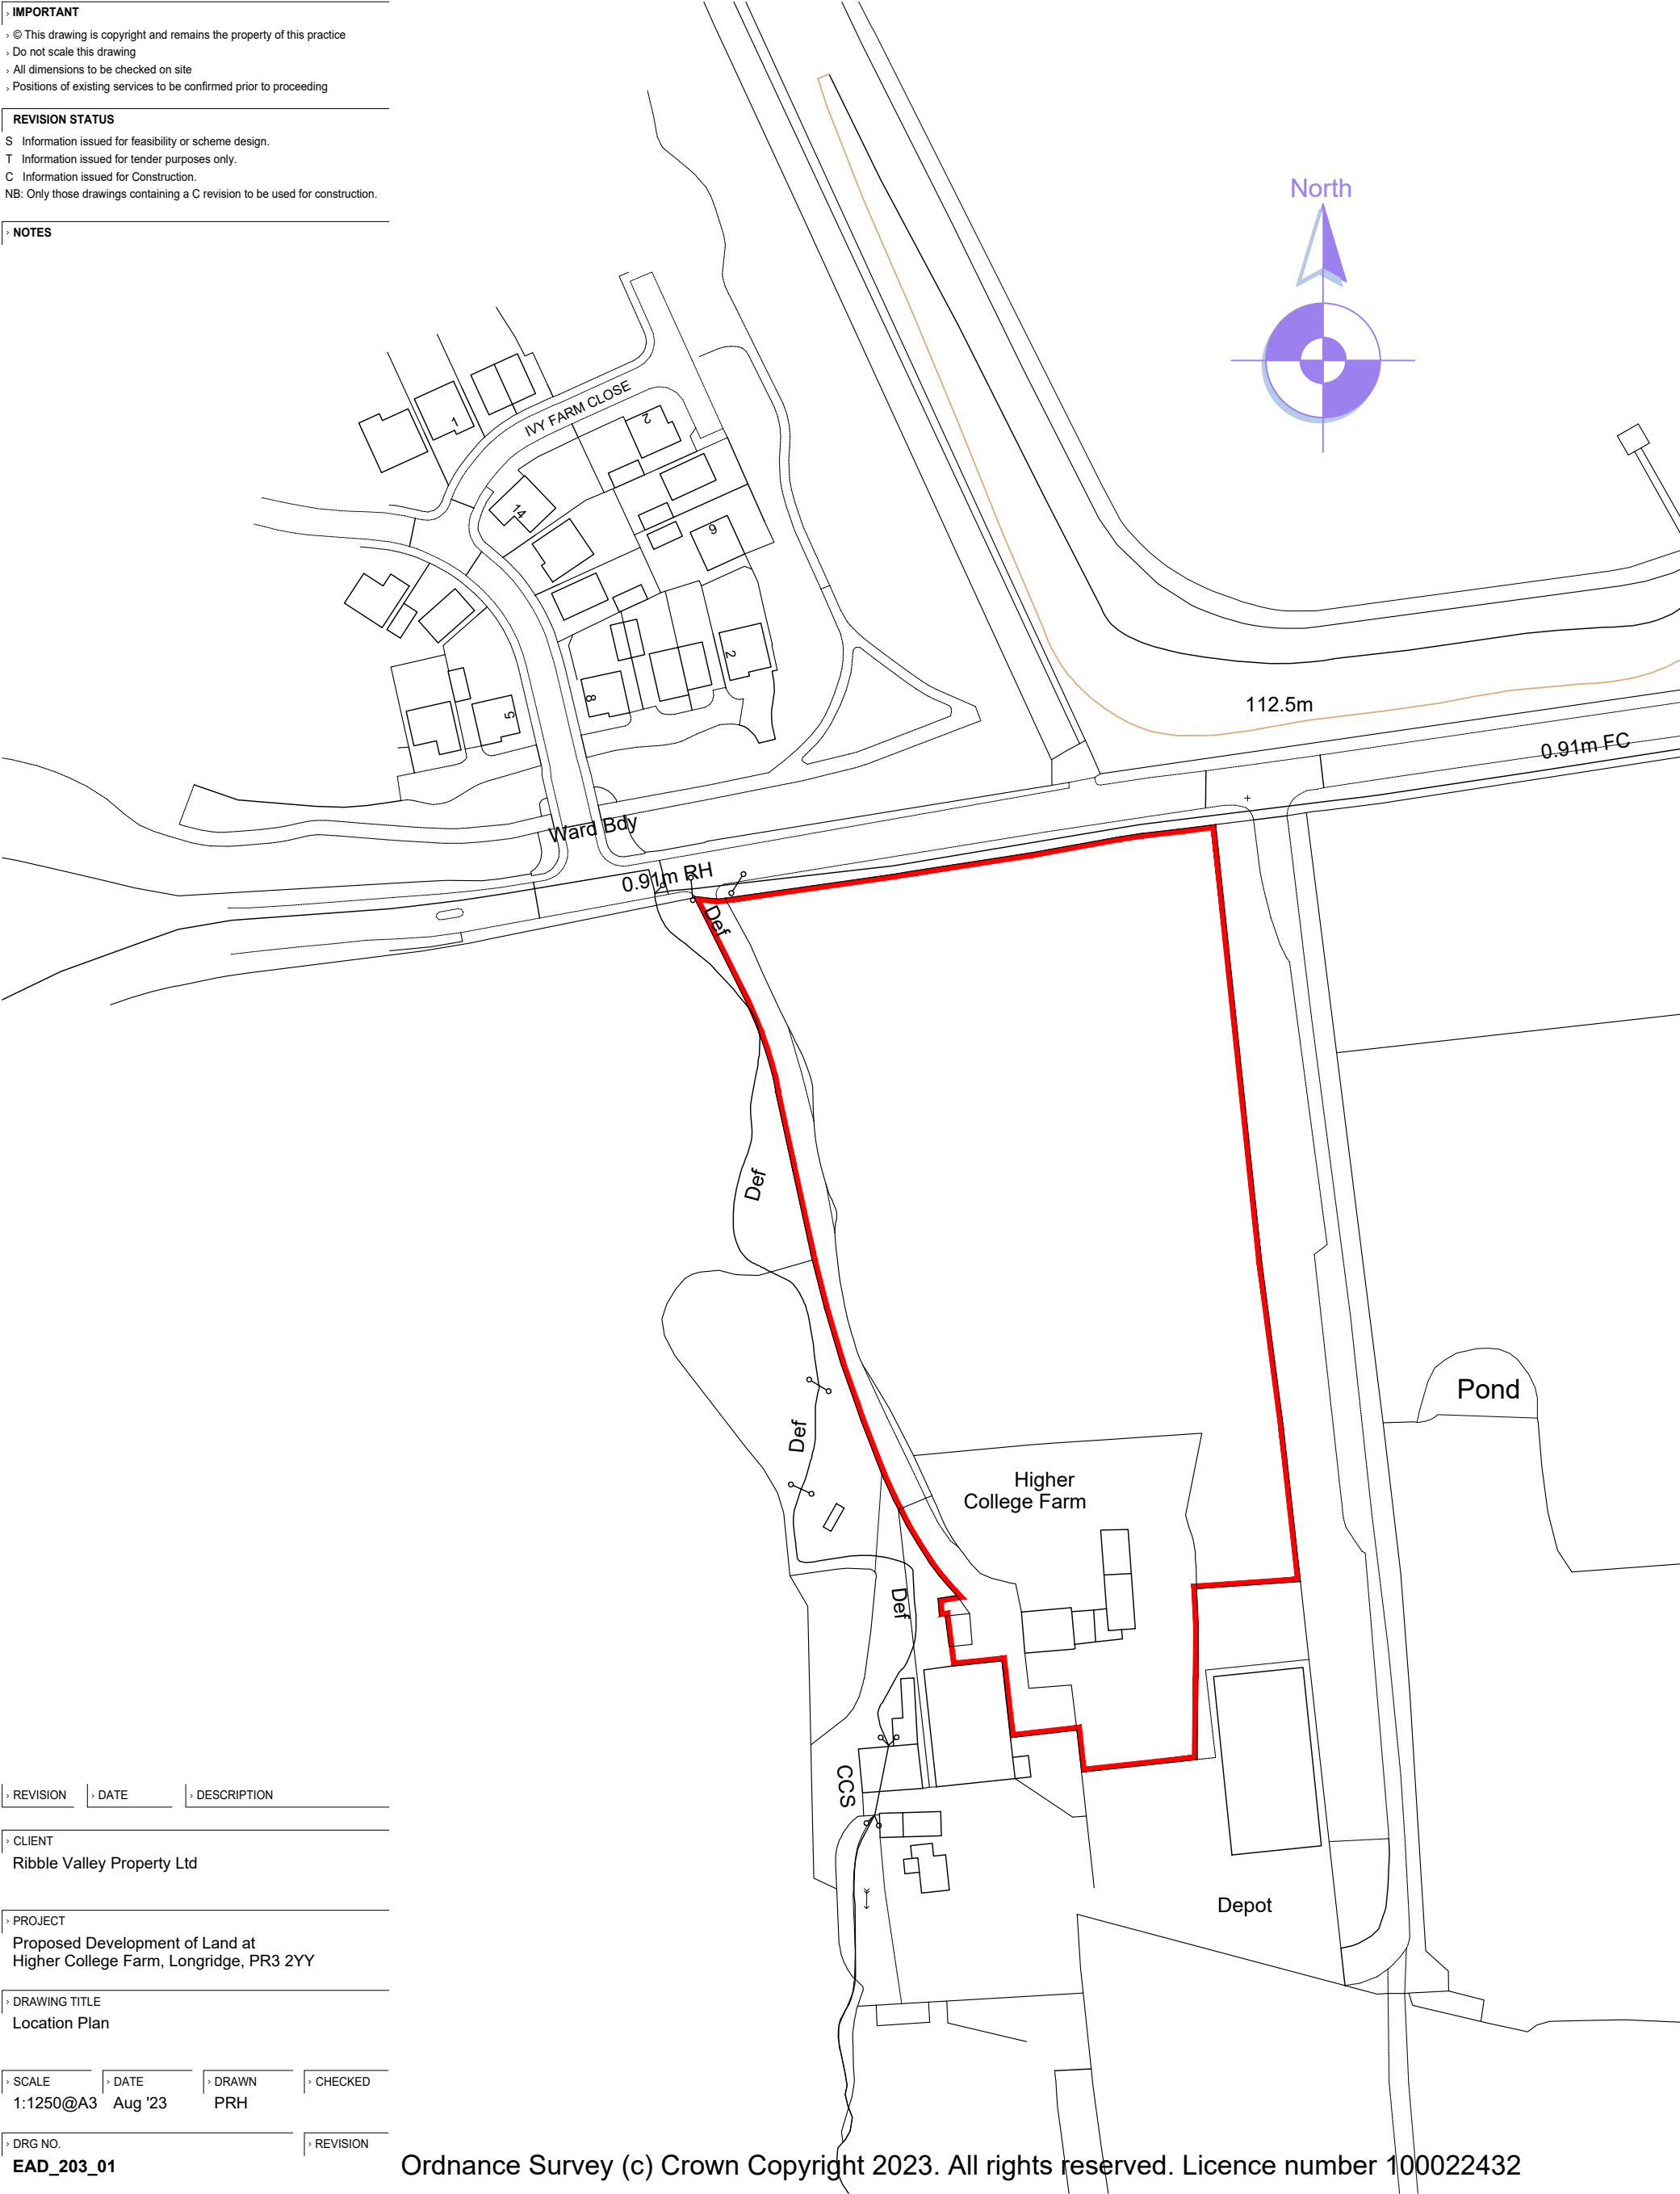 › IMPORTANT
› © This drawing is copyright and remains the property of this practice
› Do not scale this drawing
› All dimensions to be checked on site
› Positions of existing services to be confirmed prior to proceeding
REVISION STATUS
S Information issued for feasibility or scheme design.
T Information issued for tender purposes only.
C Information issued for Construction.
NB: Only those drawings containing a C revision to be used for construction.
› NOTES
North
IVY FARM CLOSE
1
2
14
9
2
8
5
112.5m
0.91m FC
Ward Bdy
0.91m RH
Def
Def
Def
Pond
Higher
College Farm
Def
CCS
Depot
› REVISION › DATE › DESCRIPTION
› CLIENT
Ribble Valley Property Ltd
› PROJECT
Proposed Development of Land at
Higher College Farm, Longridge, PR3 2YY
› DRAWING TITLE
Location Plan
› SCALE › DATE › DRAWN › CHECKED
1:1250@A3 Aug '23 PRH
› DRG NO. › REVISION
EAD_203_01
Ordnance Survey (c) Crown Copyright 2023. All rights reserved. Licence number 100022432